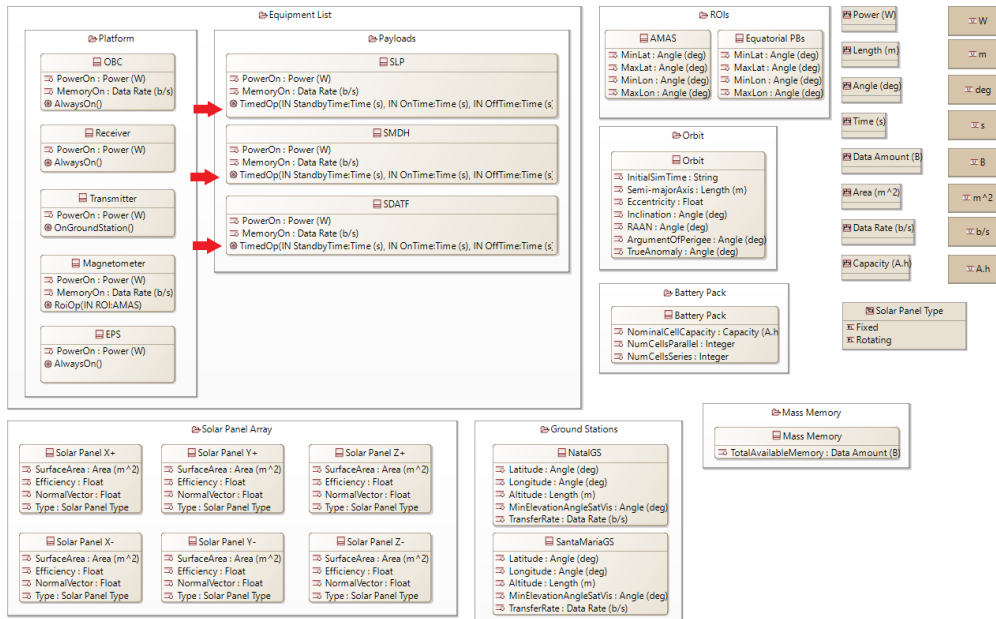 Equipment List
Platform
OBC
PowerOn : Power (W)
MemoryOn : Data Rate (b/s)
AlwaysOn()
Receiver
PowerOn : Power (W)
AlwaysOn()
Transmitter
PowerOn : Power (W)
OnGroundStation()
Magnetometer
PowerOn : Power (W)
MemoryOn : Data Rate (b/s)
RoiOp(IN ROI:AMAS)
EPS
PowerOn : Power (W)
AlwaysOn()
Payloads
SLP
PowerOn : Power (W)
MemoryOn : Data Rate (b/s)
TimedOp(IN StandbyTime:Time (s), IN OnTime:Time (s), IN OffTime:Time (s)
SMDH
PowerOn : Power (W)
MemoryOn : Data Rate (b/s)
TimedOp(IN StandbyTime:Time (s), IN OnTime:Time (s), IN OffTime:Time (s)
SDATF
PowerOn : Power (W)
MemoryOn : Data Rate (b/s)
TimedOp(IN StandbyTime:Time (s), IN OnTime:Time (s), IN OffTime:Time (s)
ROIs
AMAS
MinLat : Angle (deg)
MaxLat : Angle (deg)
MinLon : Angle (deg)
MaxLon : Angle (deg)
Equatorial PBs
MinLat : Angle (deg)
MaxLat : Angle (deg)
MinLon : Angle (deg)
MaxLon : Angle (deg)
Orbit
Orbit
InitialSimTime : String
Semi-majorAxis : Length (m)
Eccentricity : Float
Inclination : Angle (deg)
RAAN : Angle (deg)
ArgumentOfPerigee : Angle (deg)
TrueAnomaly : Angle (deg)
Battery Pack
Battery Pack
NominalCellCapacity : Capacity (A.h
NumCellsParallel : Integer
NumCellsSeries : Integer
Power (W)
Length (m)
Angle (deg)
Time (s)
Data Amount (B)
Area (m^2)
Data Rate (b/s)
Capacity (A.h)
W
m
deg
s
B
m^2
b/s
A.h
Solar Panel Type
Fixed
Rotating
Mass Memory
Mass Memory
TotalAvailableMemory : Data Amount (B)
Solar Panel Array
Solar Panel X+
SurfaceArea : Area (m^2)
Efficiency : Float
NormalVector : Float
Type : Solar Panel Type
Solar Panel Y+
SurfaceArea : Area (m^2)
Efficiency : Float
NormalVector : Float
Type : Solar Panel Type
Solar Panel Z+
SurfaceArea : Area (m^2)
Efficiency : Float
NormalVector : Float
Type : Solar Panel Type
Solar Panel X-
SurfaceArea : Area (m^2)
Efficiency : Float
NormalVector : Float
Type : Solar Panel Type
Solar Panel Y-
SurfaceArea : Area (m^2)
Efficiency : Float
NormalVector : Float
Type : Solar Panel Type
Solar Panel Z-
SurfaceArea : Area (m^2)
Efficiency : Float
NormalVector : Float
Type : Solar Panel Type
Ground Stations
NatalGS
Latitude : Angle (deg)
Longitude : Angle (deg)
Altitude : Length (m)
MinElevationAngleSatVis : Angle (deg)
TransferRate : Data Rate (b/s)
SantaMariaGS
Latitude : Angle (deg)
Longitude : Angle (deg)
Altitude : Length (m)
MinElevationAngleSatVis : Angle (deg)
TransferRate : Data Rate (b/s)